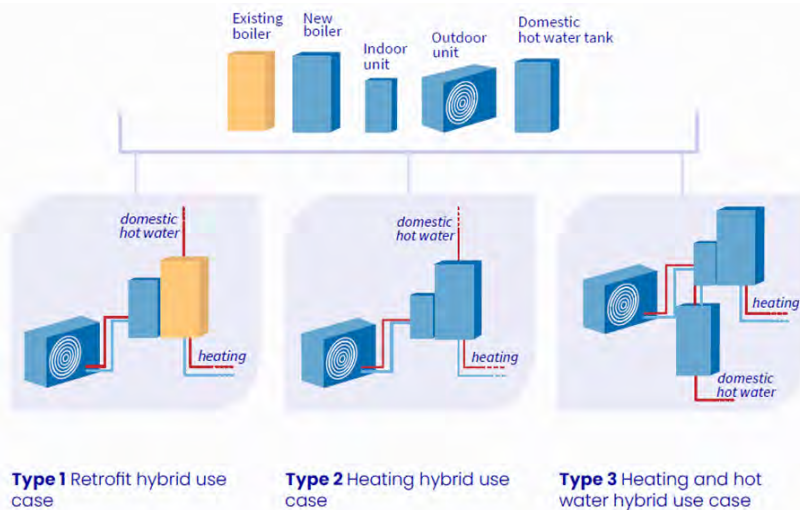 Existing
boiler
New
boiler
Indoor
unit
Outdoor
unit
Domestic
hot water tank
domestic
hot water
heating
domestic
hot water
heating
heating
domestic
hot water
Type 1 Retrofit hybrid use
case
Type 2 Heating hybrid use
case
Type 3 Heating and hot
water hybrid use case